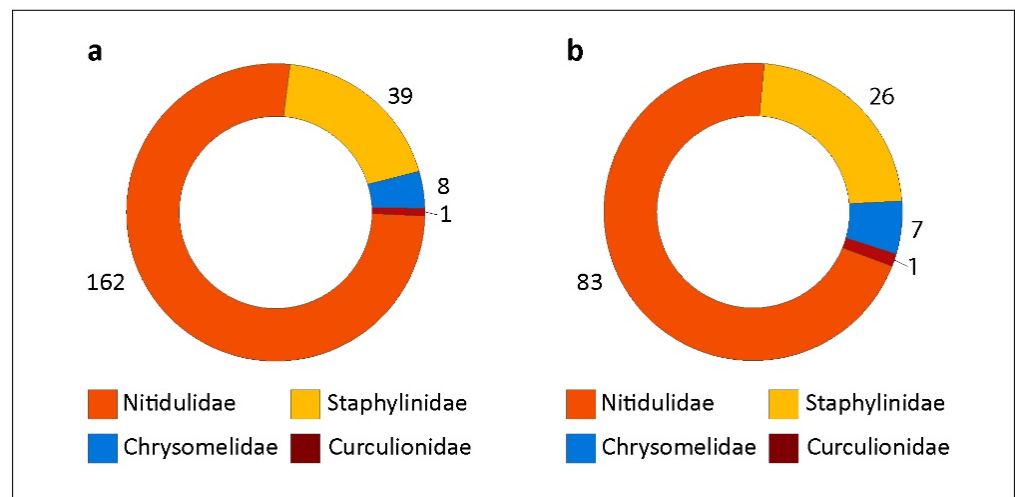 a
39
8
1
162
Nitidulidae
Staphylinidae
Chrysomelidae
Curculionidae
b
26
7
1
83
Nitidulidae
Staphylinidae
Chrysomelidae
Curculionidae